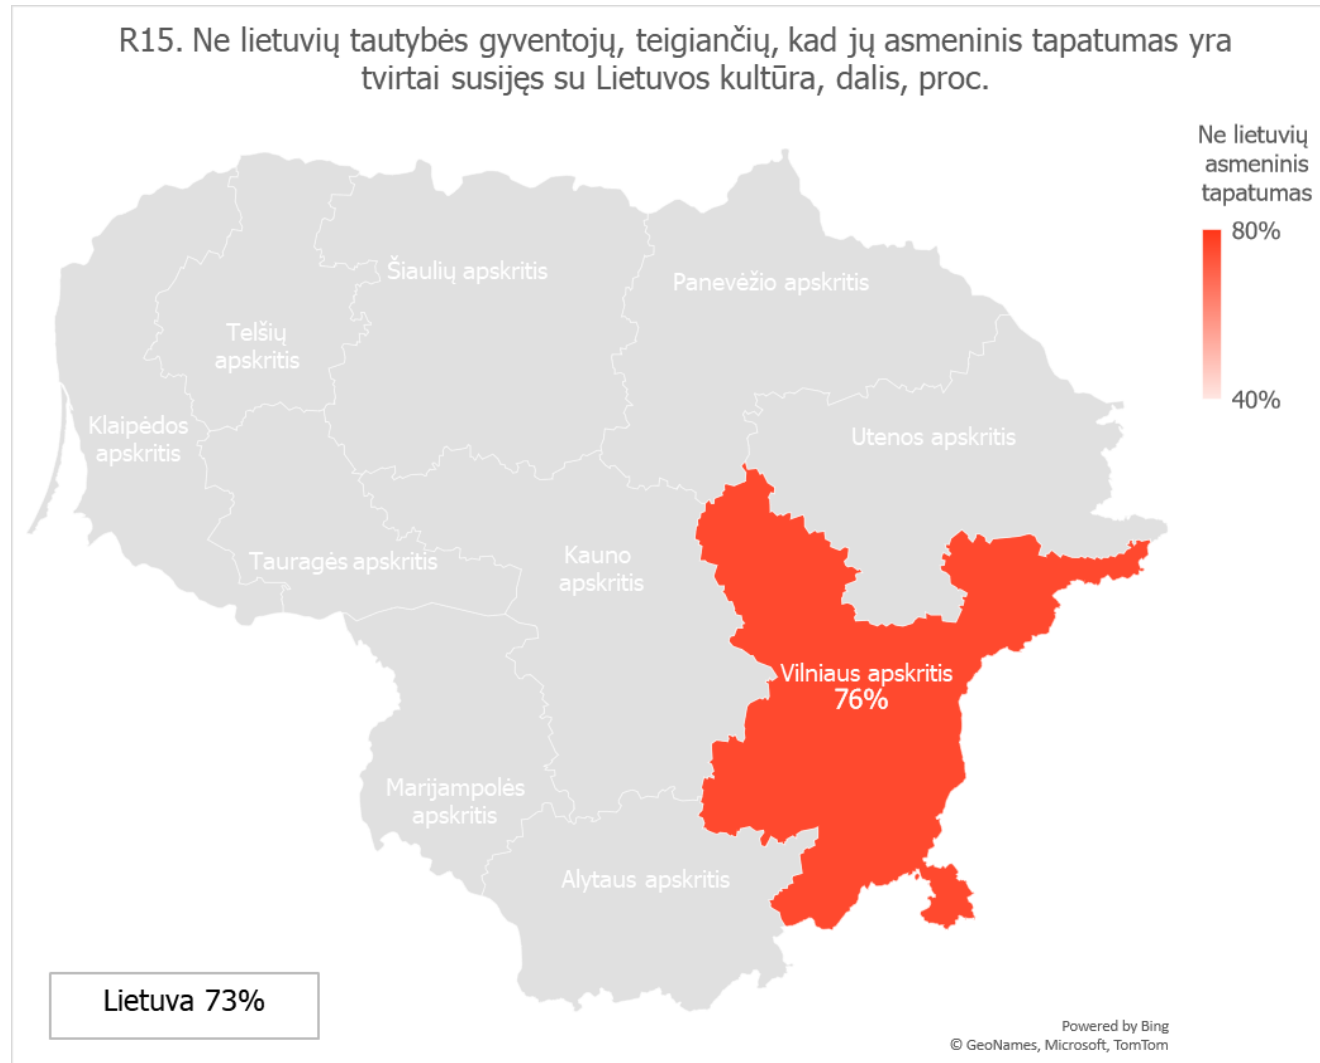 R15. Ne lietuvių tautybės gyventojų, teigiančių, kad jų asmeninis tapatumas yra
tvirtai susijęs su Lietuvos kultūra, dalis, proc.
Ne lietuvių
asmeninis
tapatumas
80%
40%
Šiaulių apskritis
Panevėžio apskritis
Telšių
apskritis
Klaipėdos
apskritis
Utenos apskritis
Tauragės apskritis
Kauno
apskritis
Vilniaus apskritis
76%
Marijampolės
apskritis
Alytaus apskritis
Lietuva 73%
Powered by Bing
© GeoNames, Microsoft, TomTom